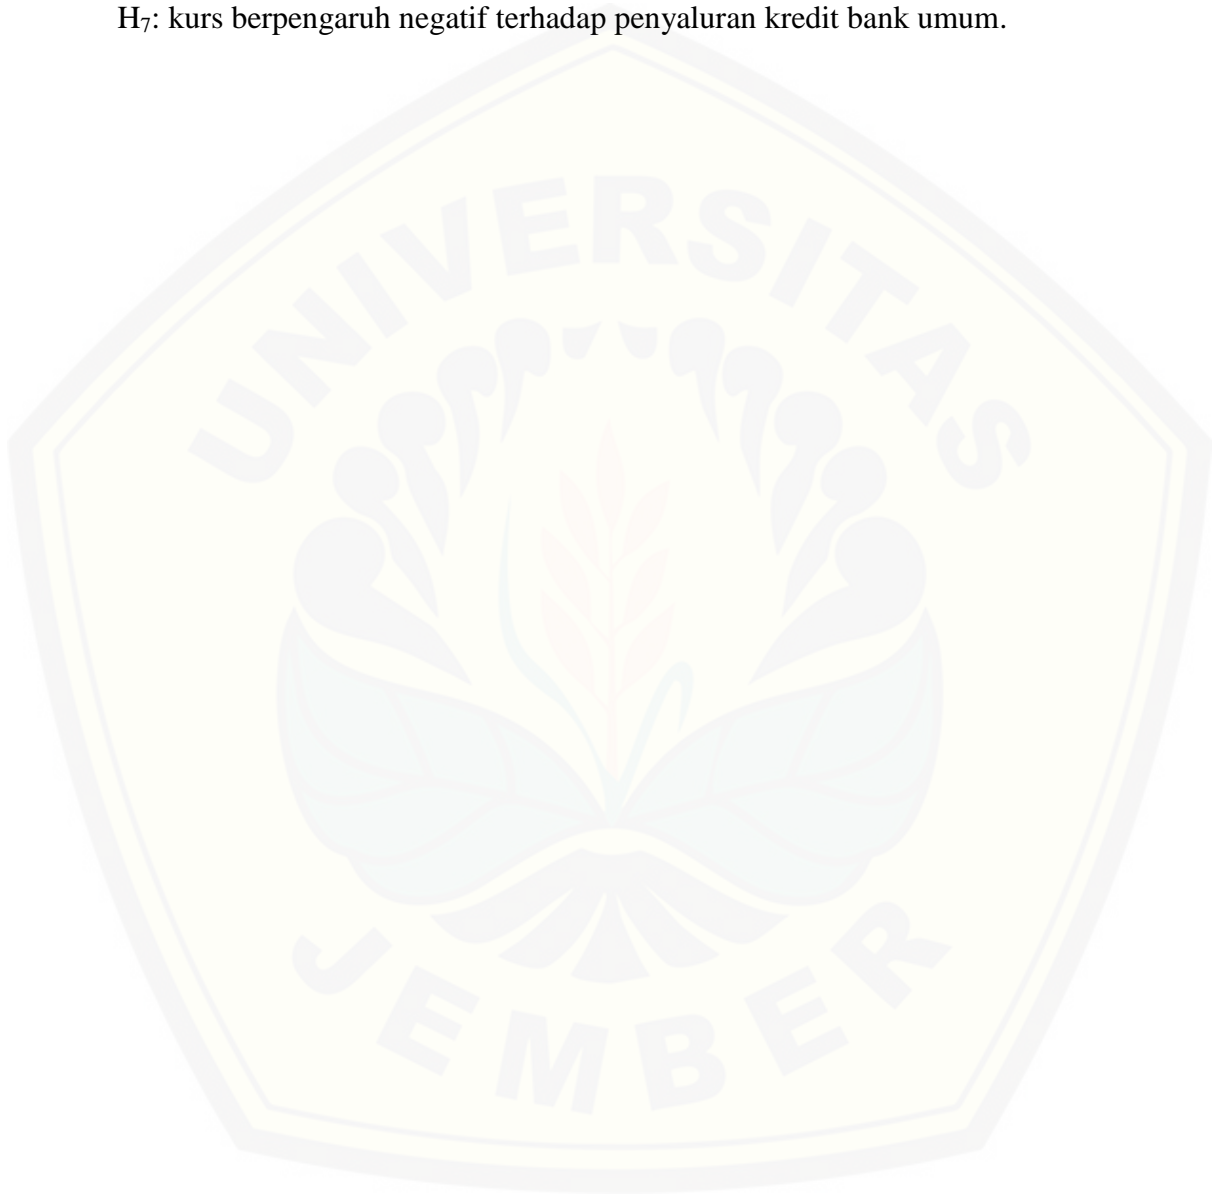 H₇: kurs berpengaruh negatif terhadap penyaluran kredit bank umum.
UNIVERSITAS
JEMBER